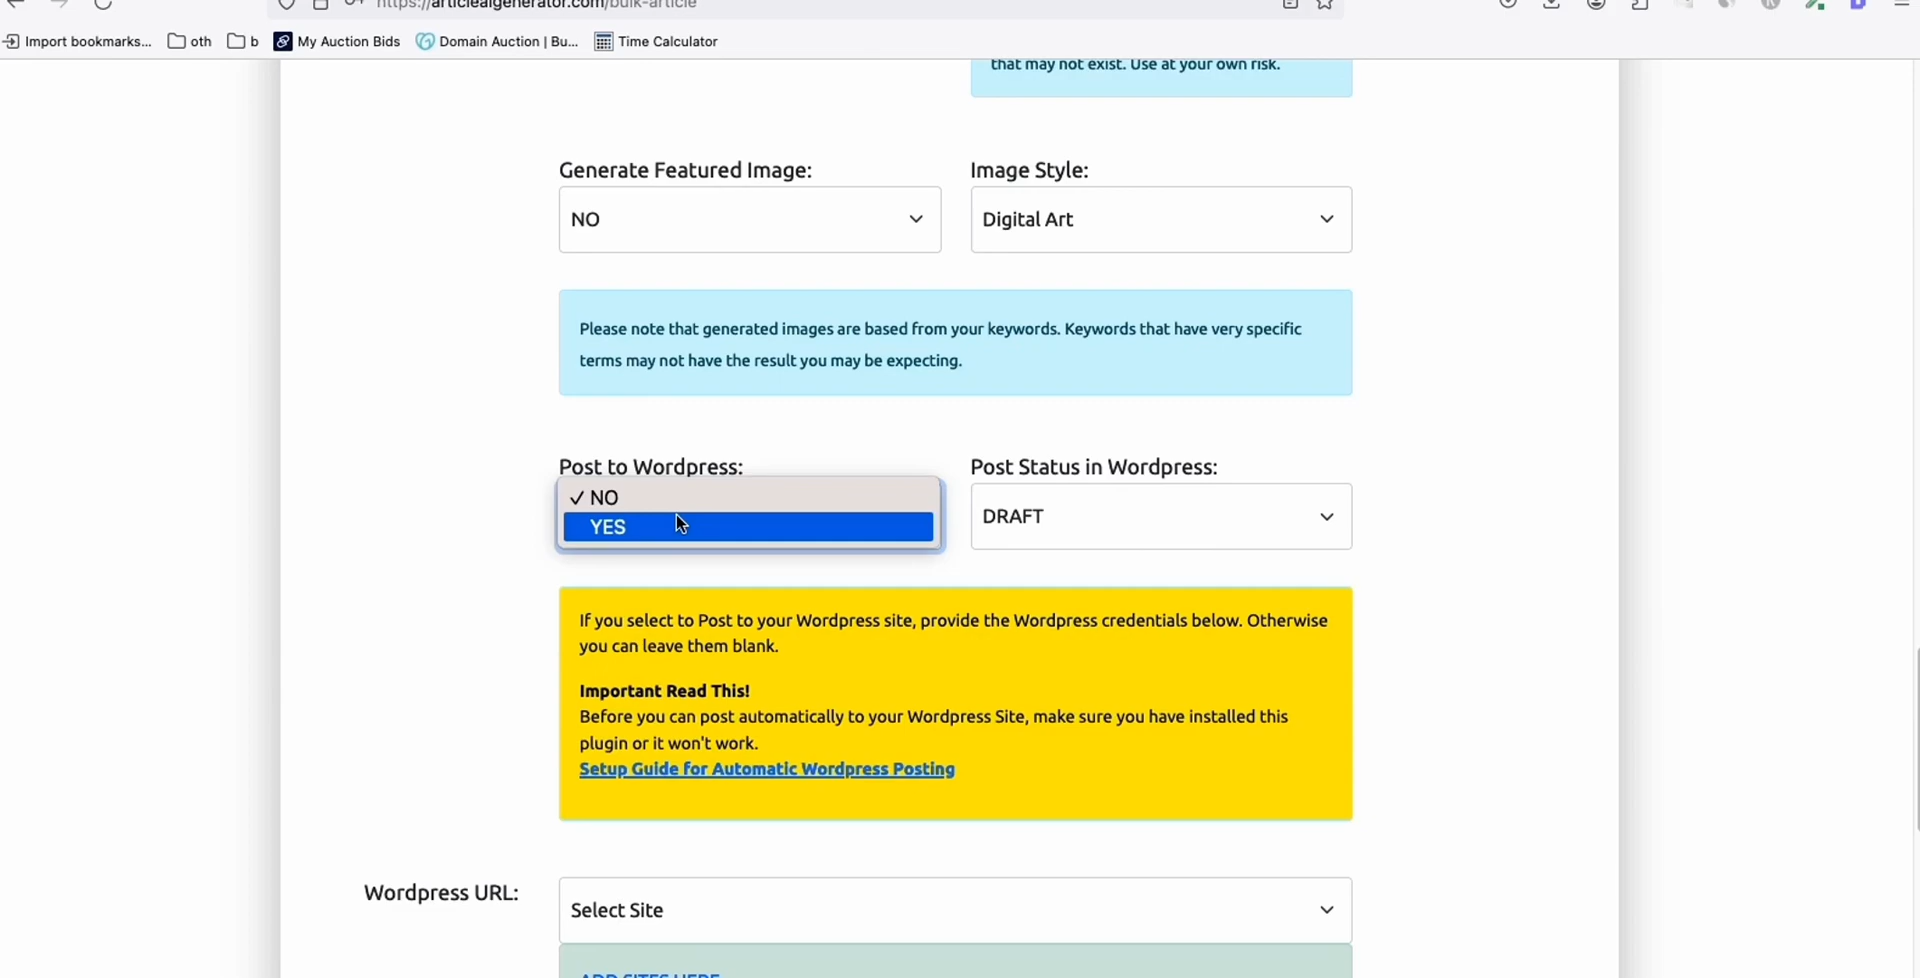 https://articleaigenerator.com/bulk-article
Import bookmarks... oth b My Auction Bids Domain Auction | Bu... Time Calculator
that may not exist. Use at your own risk.
Generate Featured Image: Image Style:
NO Digital Art
Please note that generated images are based from your keywords. Keywords that have very specific
terms may not have the result you may be expecting.
Post to Wordpress: Post Status in Wordpress:
✓ NO
YES
DRAFT
If you select to Post to your Wordpress site, provide the Wordpress credentials below. Otherwise
you can leave them blank.
Important Read This!
Before you can post automatically to your Wordpress Site, make sure you have installed this
plugin or it won't work.
Setup Guide for Automatic Wordpress Posting
Wordpress URL: Select Site
ADD SITES HERE